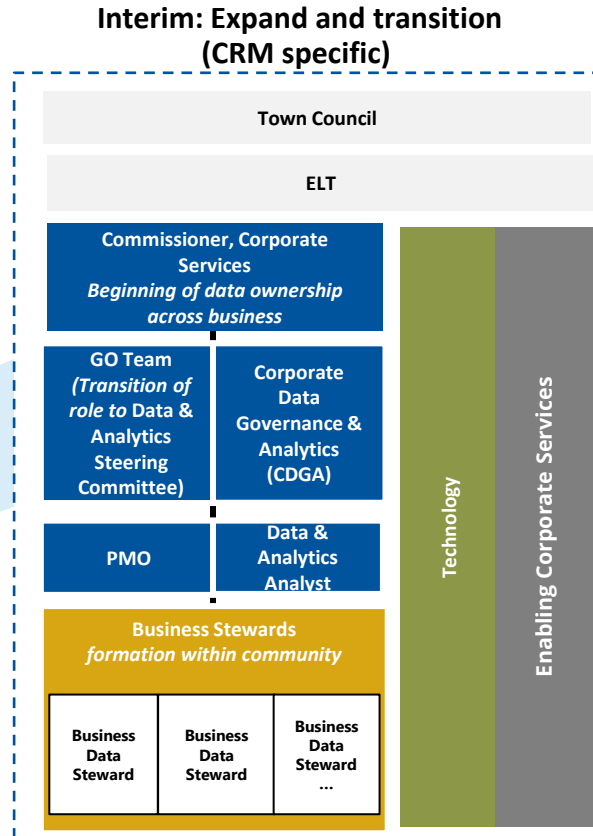 Interim: Expand and transition
(CRM specific)
Town Council
ELT
Commissioner, Corporate
Services
Beginning of data ownership
across business
GO Team
(Transition of
role to Data &
Analytics
Steering
Committee)
Corporate
Data
Governance &
Analytics
(CDGA)
PMO
Data &
Analytics
Analyst
Business Stewards
formation within community
Business
Data
Steward
Business
Data
Steward
Business
Data
Steward
...
Technology
Enabling Corporate Services